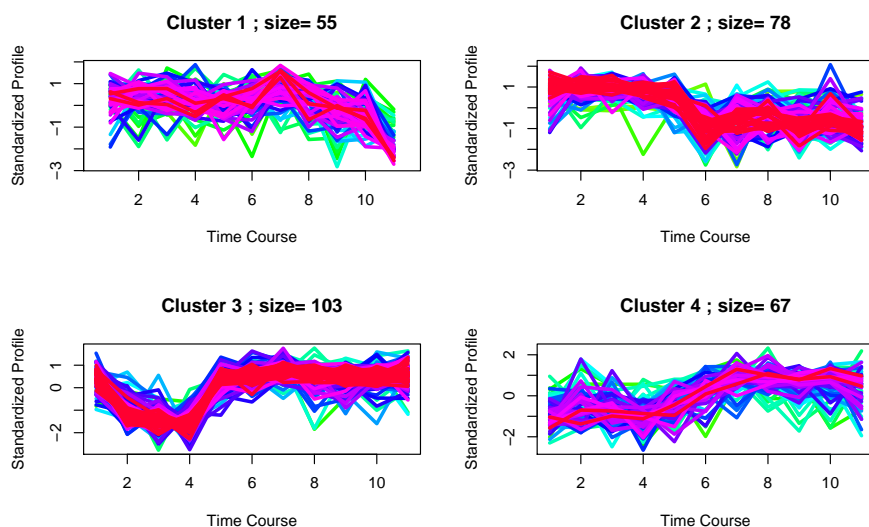 Cluster 1 ; size= 55
Standardized Profile
1
−1
−3
2 4 6 8 10
Time Course
Cluster 2 ; size= 78
Standardized Profile
1
−1
−3
2 4 6 8 10
Time Course
Cluster 3 ; size= 103
Standardized Profile
1
0
−2
2 4 6 8 10
Time Course
Cluster 4 ; size= 67
Standardized Profile
2
0
−2
2 4 6 8 10
Time Course